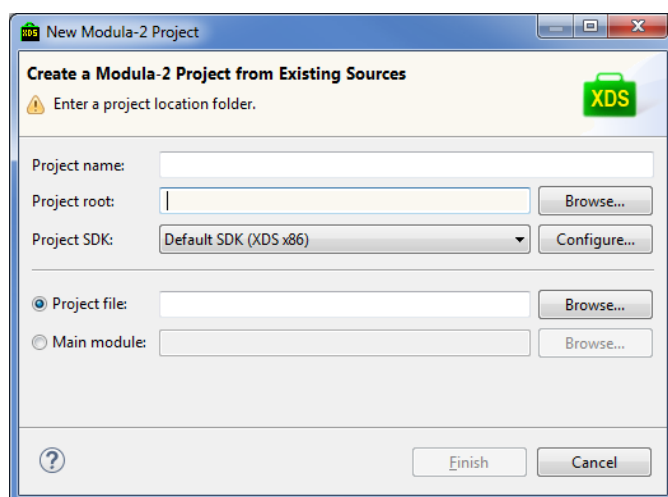 XDS New Modula-2 Project
Create a Modula-2 Project from Existing Sources
Enter a project location folder.
XDS
Project name:
Project root: Browse...
Project SDK: Default SDK (XDS x86) Configure...
Project file: Browse...
Main module: Browse...
? Finish Cancel